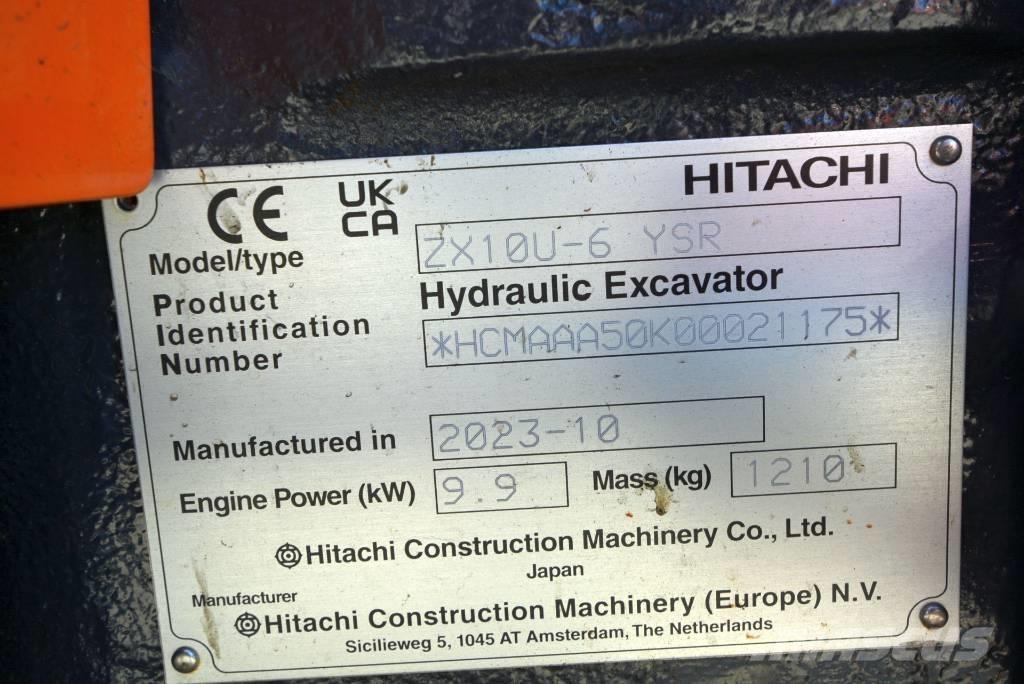 CE UK CA HITACHI
Model/type ZX10U-6 YSR
Hydraulic Excavator
Product Identification Number *HCMAAA50K00021175*
Manufactured in 2023-10
Engine Power (kW) 9.9 Mass (kg) 1210
Hitachi Construction Machinery Co., Ltd.
Japan
Manufacturer
Hitachi Construction Machinery (Europe) N.V.
Sicilieweg 5, 1045 AT Amsterdam, The Netherlands